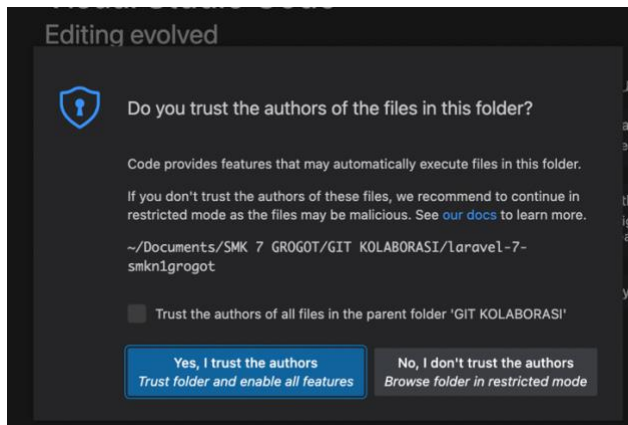 Visual Studio Code
Editing evolved
Do you trust the authors of the files in this folder?
Code provides features that may automatically execute files in this folder.
If you don't trust the authors of these files, we recommend to continue in
restricted mode as the files may be malicious. See our docs to learn more.
~/Documents/SMK 7 GROGOT/GIT KOLABORASI/laravel-7-
smkn1grogot
Trust the authors of all files in the parent folder 'GIT KOLABORASI'
Yes, I trust the authors
Trust folder and enable all features
No, I don't trust the authors
Browse folder in restricted mode